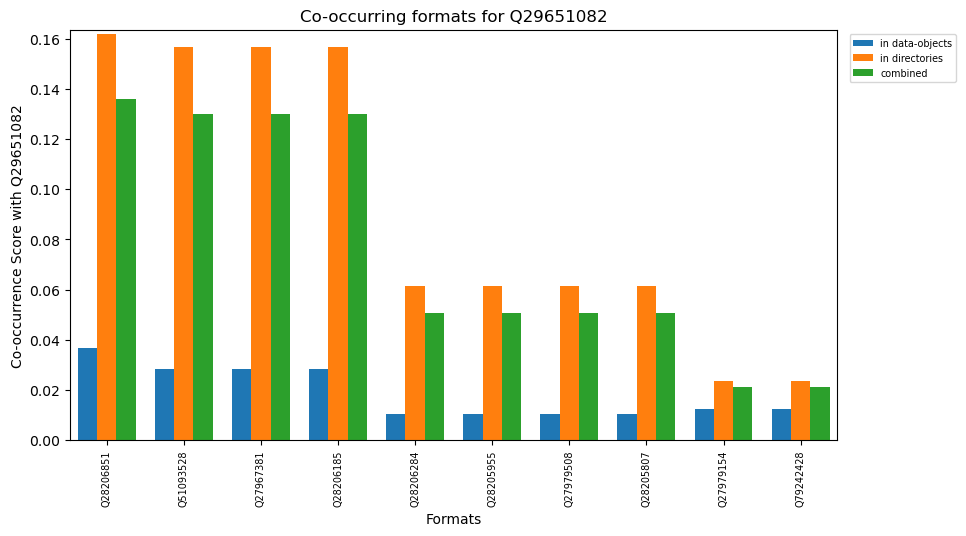 Co-occurring formats for Q29651082
in data-objects
in directories
combined
Co-occurrence Score with Q29651082
0.16
0.14
0.12
0.10
0.08
0.06
0.04
0.02
0.00
Q28206851
Q51093528
Q27967381
Q28206185
Q28206284
Q28205955
Q27979508
Q28205807
Q27979154
Q79242428
Formats